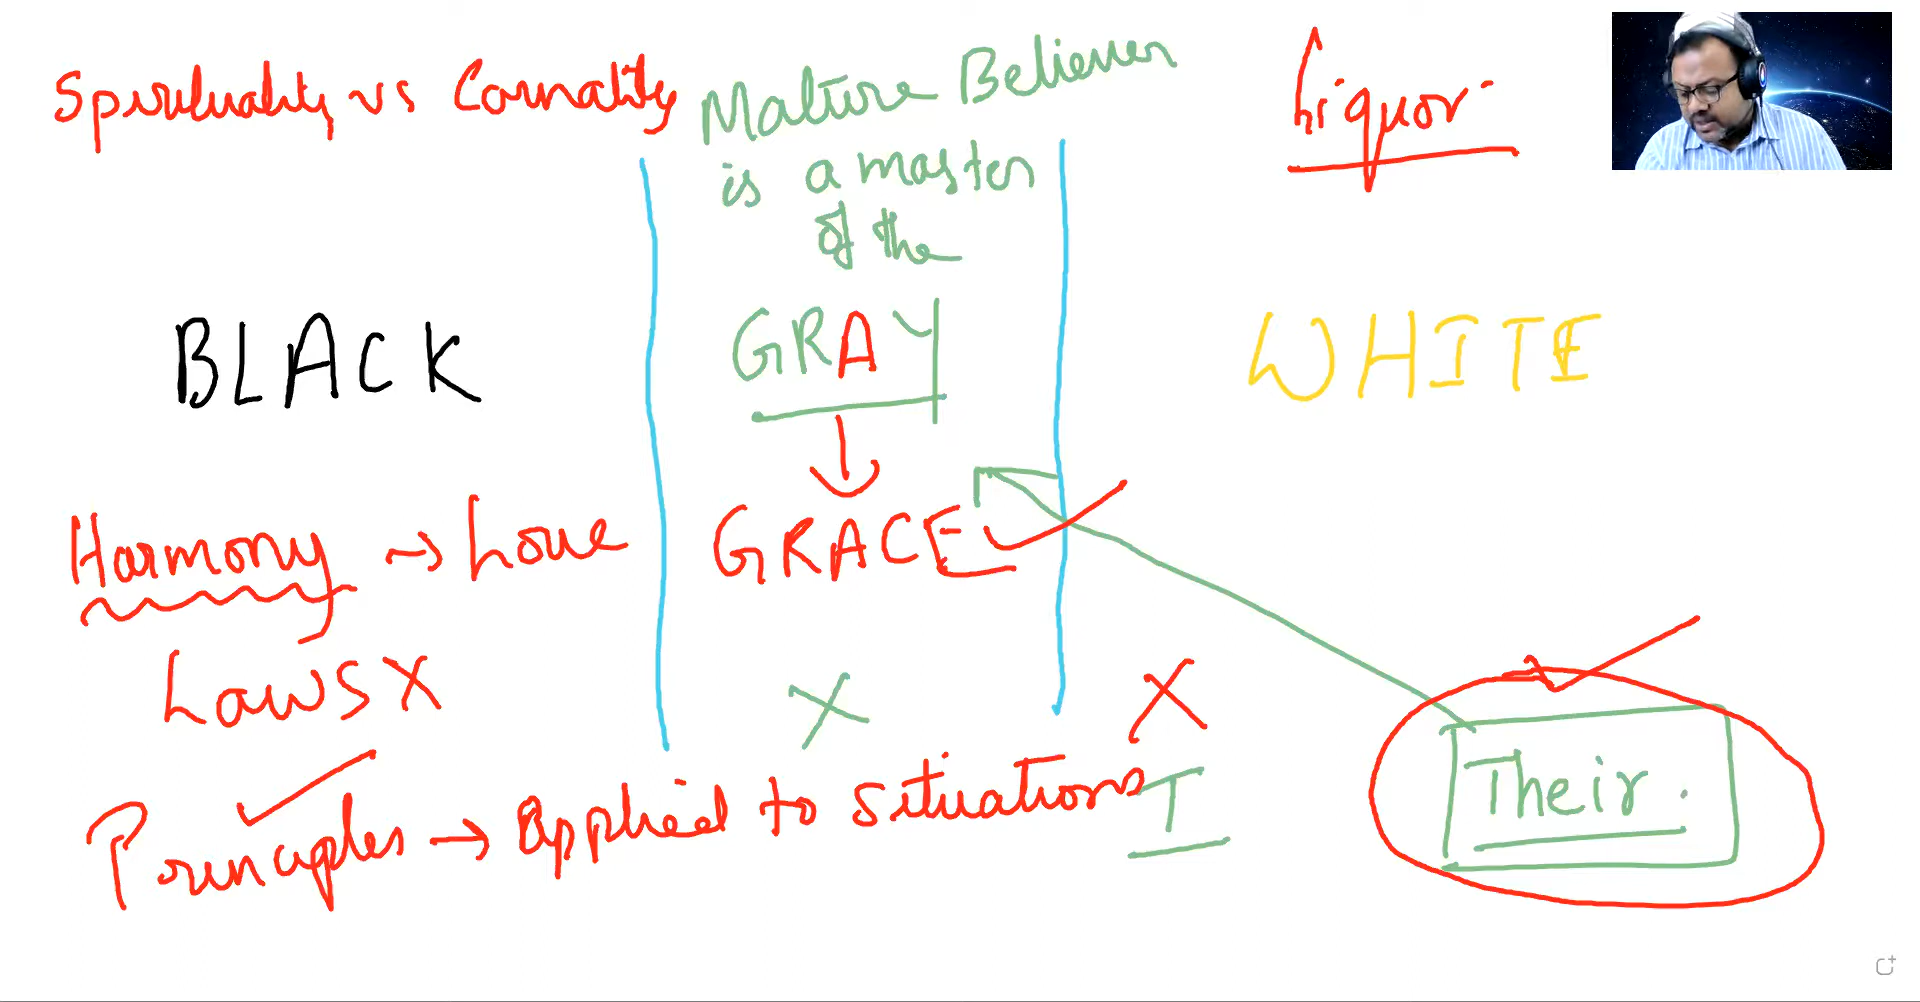 Spirituality vs Carnality
Mature Believer
is a master
of the
Liquor
BLACK
GRAY
WHITE
Harmony → Love
GRACE
Laws X
X
X
Principles → Applied to Situations
I
Their.